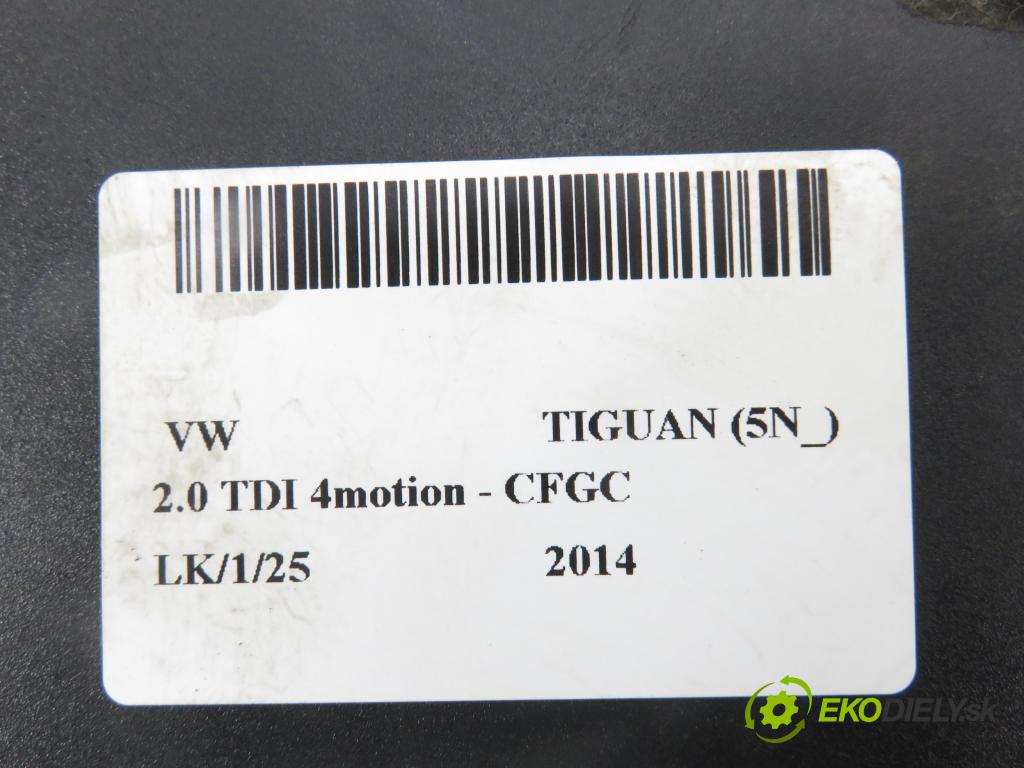 VW TIGUAN (5N_)
2.0 TDI 4motion - CFGC
LK/1/25 2014
EKODIELY.sk